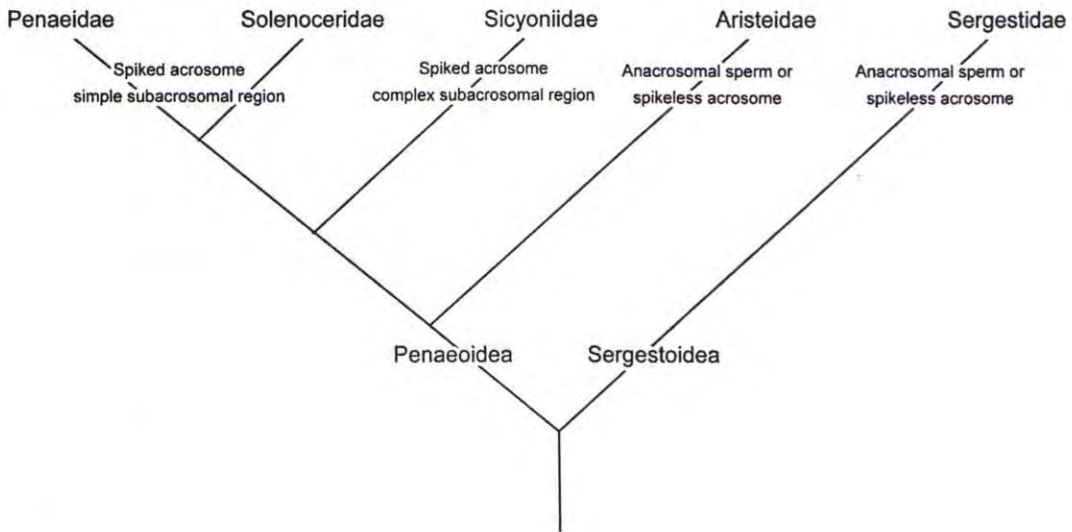 Penaeidae Solenoceridae Sicyoniidae Aristeidae Sergestidae
Spiked acrosome
simple subacrosomal region
Spiked acrosome
complex subacrosomal region
Anacrosomal sperm or
spikeless acrosome
Anacrosomal sperm or
spikeless acrosome
Penaeoidea Sergestoidea